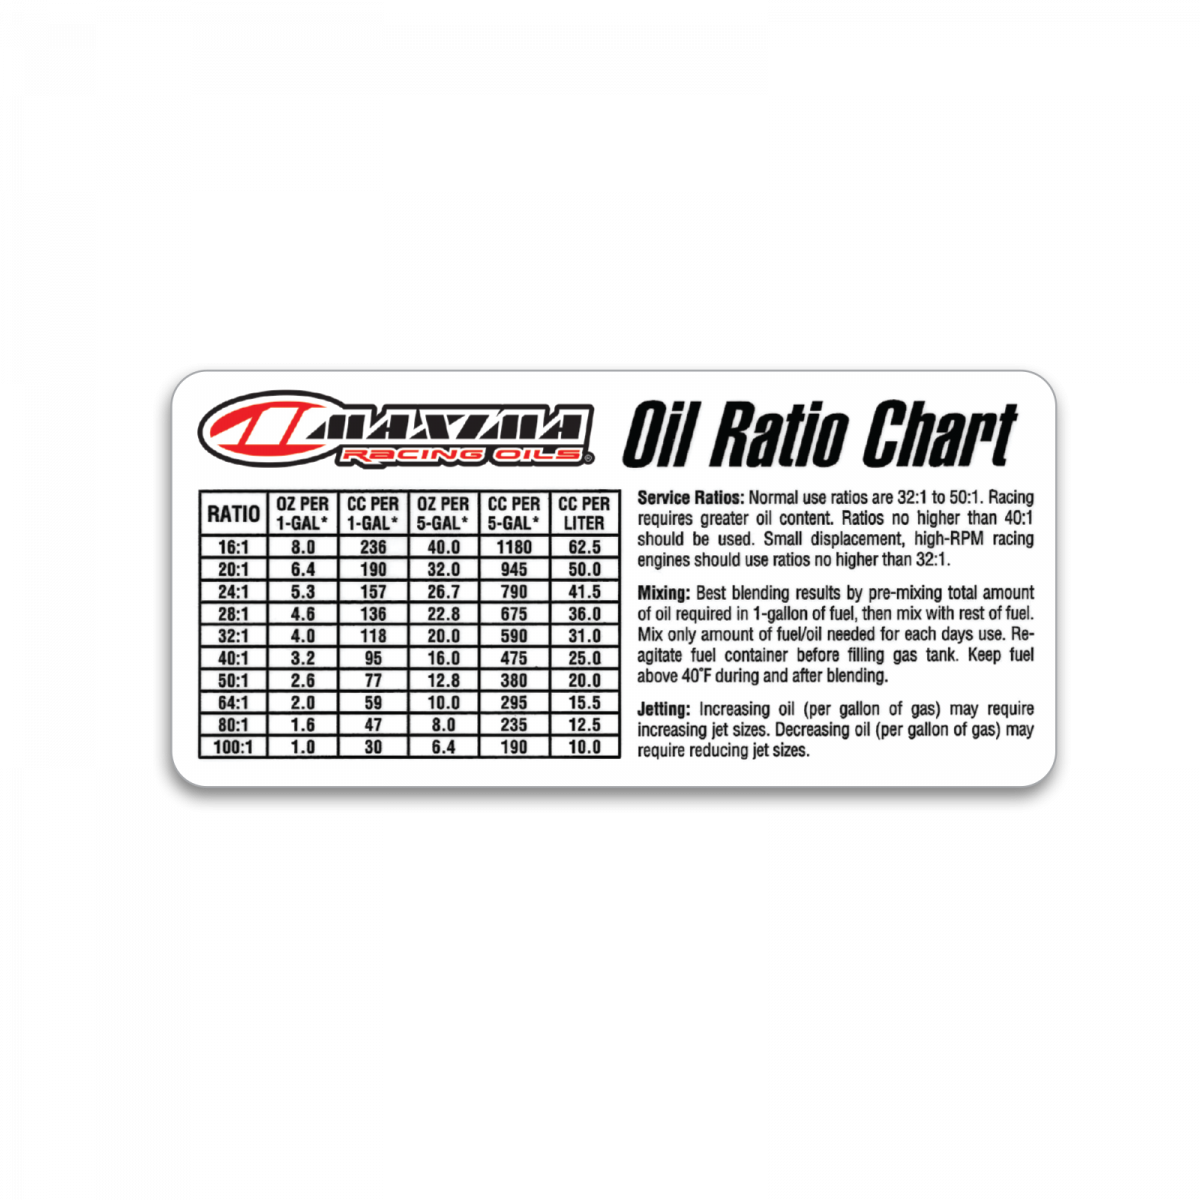 MAXIMA
RACING OILS®
Oil Ratio Chart
RATIO OZ PER 1-GAL* CC PER 1-GAL* OZ PER 5-GAL* CC PER 5-GAL* CC PER LITER
16:1 8.0 236 40.0 1180 62.5
20:1 6.4 190 32.0 945 50.0
24:1 5.3 157 26.7 790 41.5
28:1 4.6 136 22.8 675 36.0
32:1 4.0 118 20.0 590 31.0
40:1 3.2 95 16.0 475 25.0
50:1 2.6 77 12.8 380 20.0
64:1 2.0 59 10.0 295 15.5
80:1 1.6 47 8.0 235 12.5
100:1 1.0 30 6.4 190 10.0
Service Ratios: Normal use ratios are 32:1 to 50:1. Racing
requires greater oil content. Ratios no higher than 40:1
should be used. Small displacement, high-RPM racing
engines should use ratios no higher than 32:1.
Mixing: Best blending results by pre-mixing total amount
of oil required in 1-gallon of fuel, then mix with rest of fuel.
Mix only amount of fuel/oil needed for each days use. Re-
agitate fuel container before filling gas tank. Keep fuel
above 40°F during and after blending.
Jetting: Increasing oil (per gallon of gas) may require
increasing jet sizes. Decreasing oil (per gallon of gas) may
require reducing jet sizes.